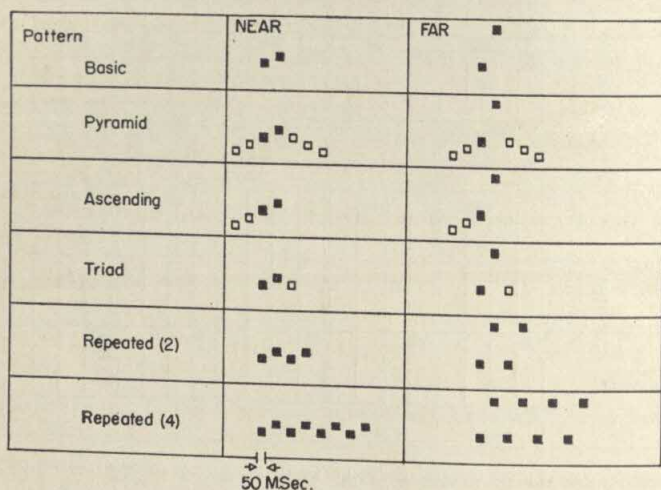 Pattern
NEAR
FAR
Basic
Pyramid
Ascending
Triad
Repeated (2)
Repeated (4)
50 MSec.